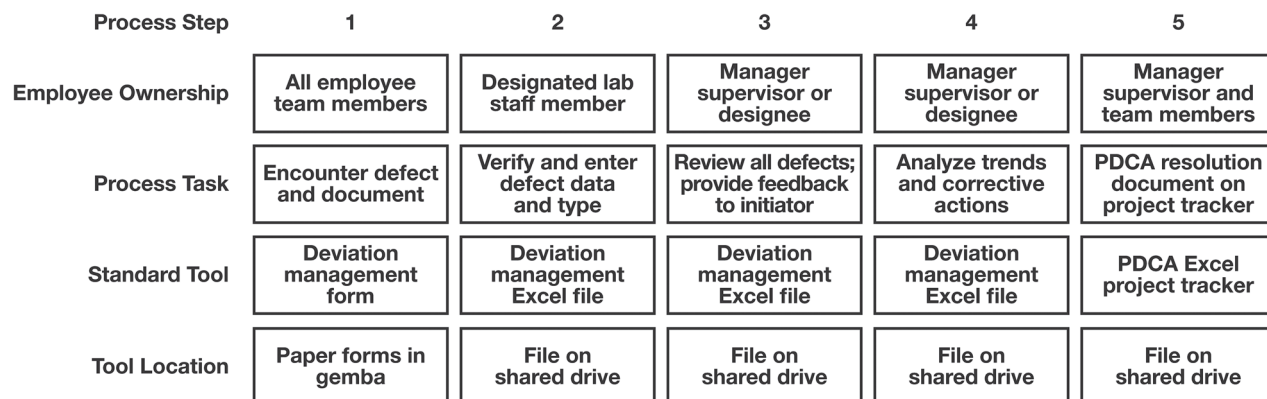 Process Step 1 2 3 4 5
Employee Ownership
All employee
team members
Designated lab
staff member
Manager
supervisor or
designee
Manager
supervisor or
designee
Manager
supervisor and
team members
Process Task
Encounter defect
and document
Verify and enter
defect data
and type
Review all defects;
provide feedback
to initiator
Analyze trends
and corrective
actions
PDCA resolution
document on
project tracker
Standard Tool
Deviation
management
form
Deviation
management
Excel file
Deviation
management
Excel file
Deviation
management
Excel file
PDCA Excel
project tracker
Tool Location
Paper forms in
gemba
File on
shared drive
File on
shared drive
File on
shared drive
File on
shared drive